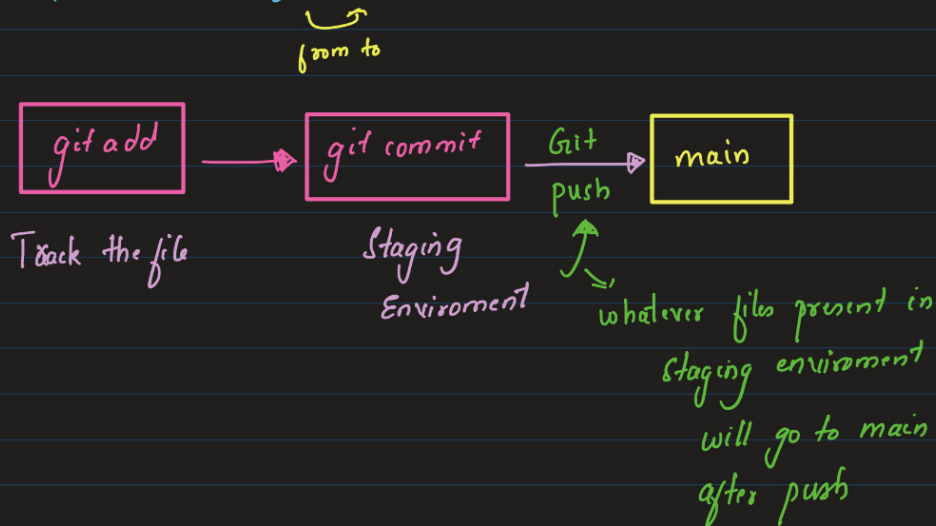 from to
git add
git commit
Git
push
main
Track the file
Staging
Enviroment
whatever files present in
staging enviroment
will go to main
after push